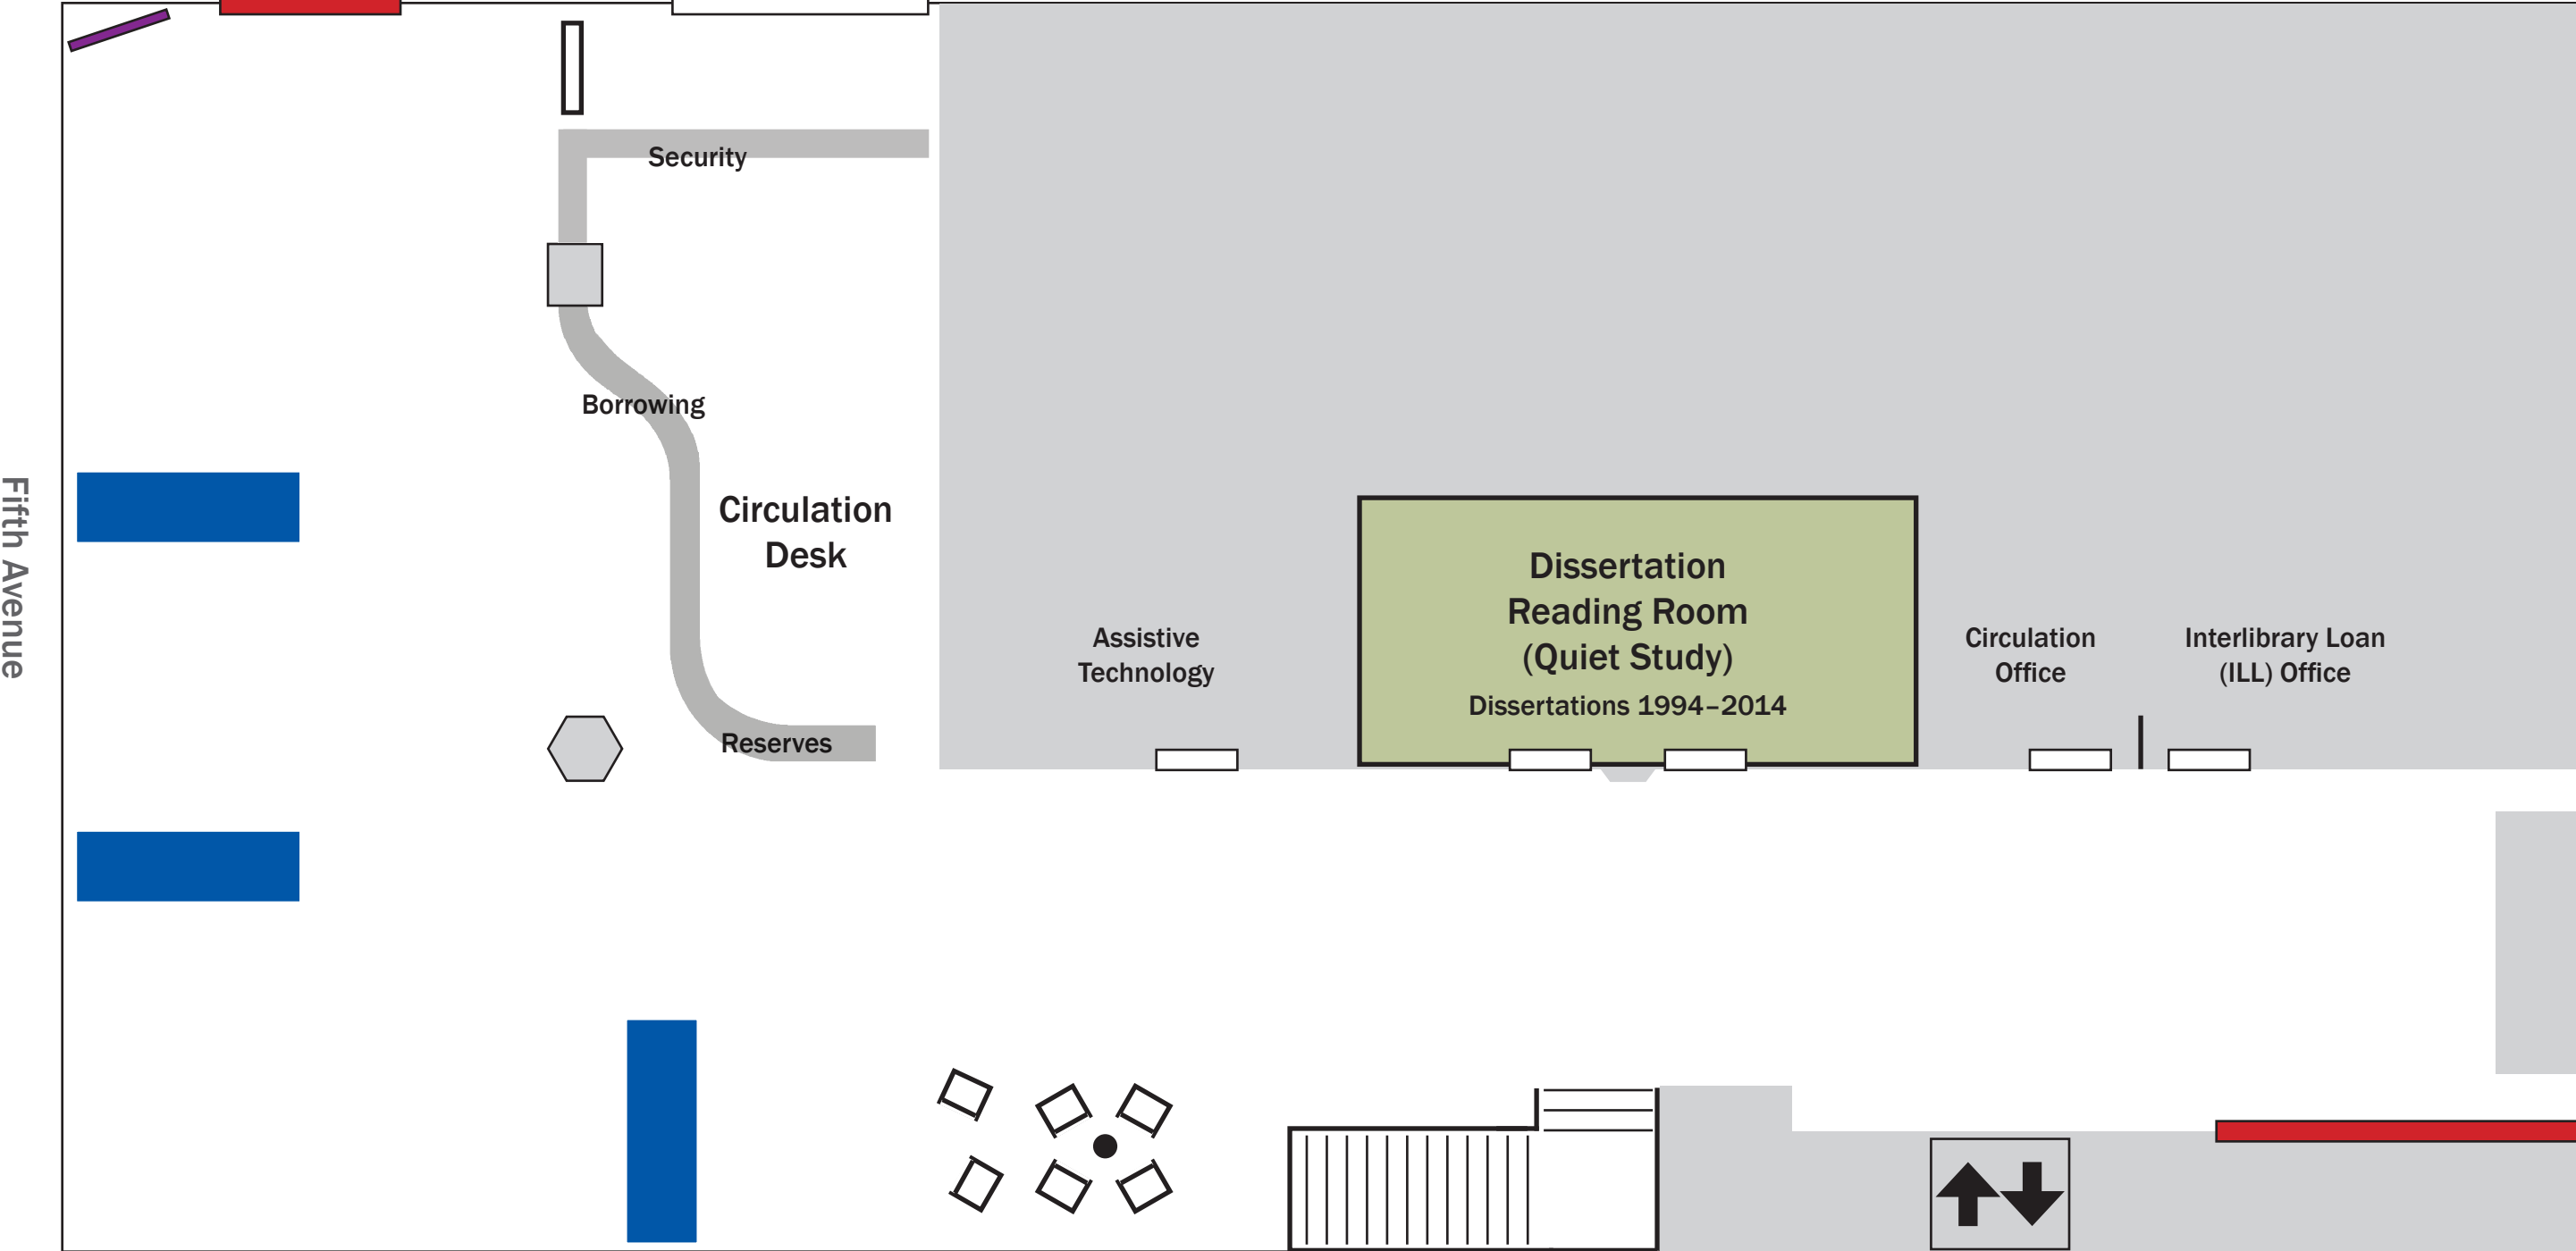 Fifth Avenue
Security
Borrowing
Circulation
Desk
Reserves
Assistive
Technology
Dissertation
Reading Room
(Quiet Study)
Dissertations 1994–2014
Circulation
Office
Interlibrary Loan
(ILL) Office